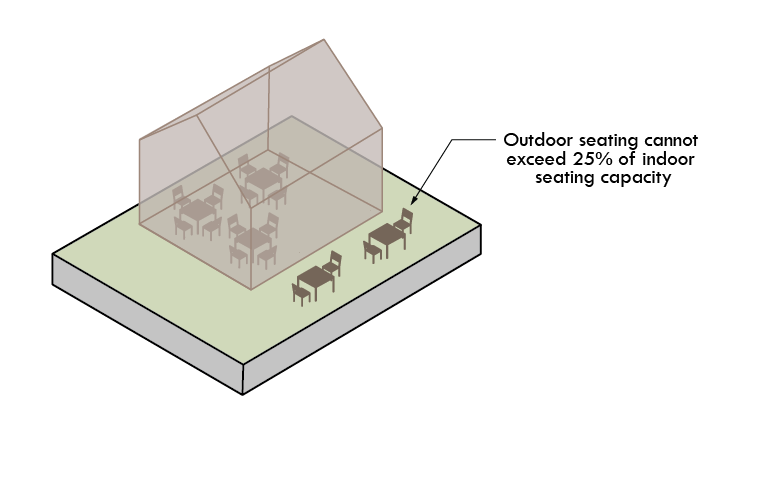 Outdoor seating cannot
exceed 25% of indoor
seating capacity